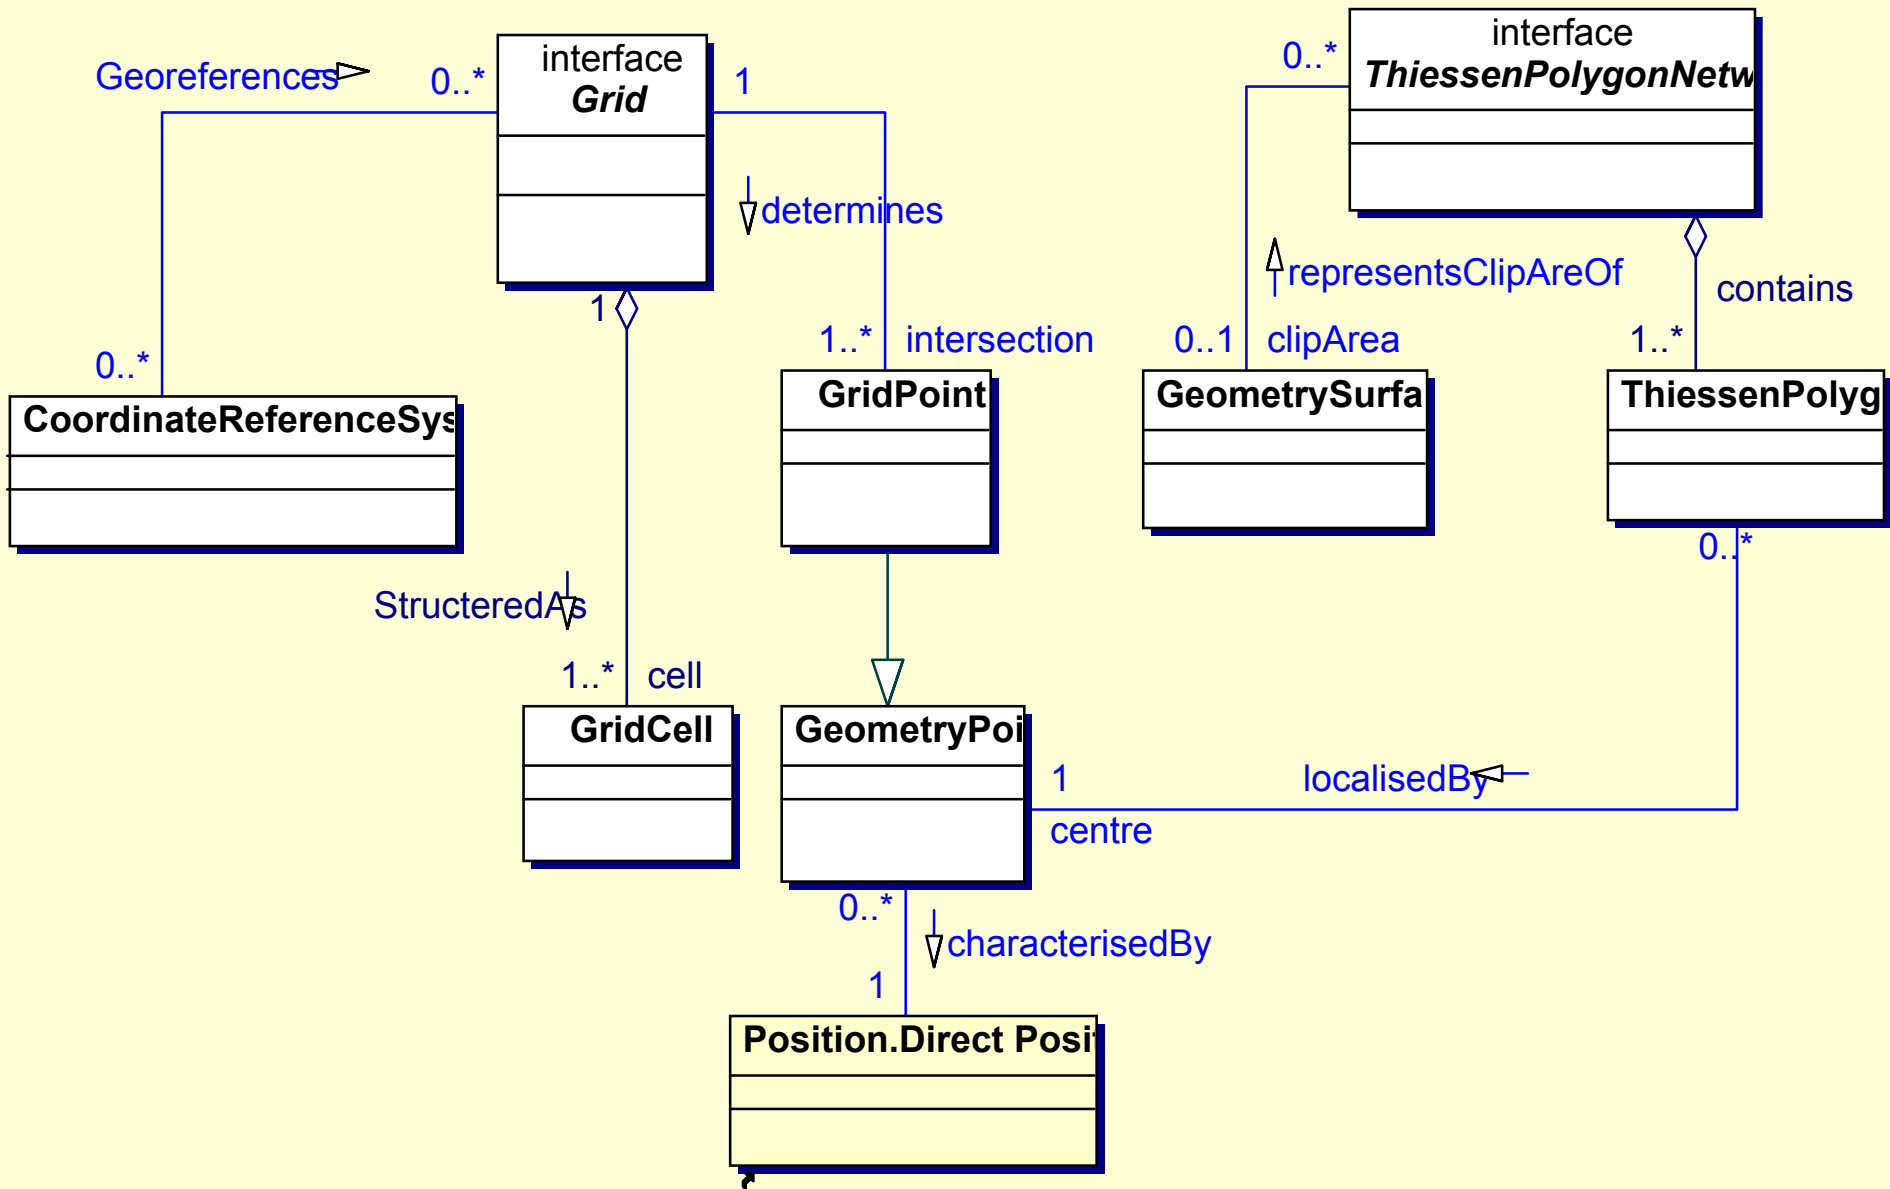 interface
Grid
interface
ThiessenPolygonNetw
Georeferences
0..*
1
0..*
determines
representsClipAreOf
contains
1
0..*
1..* intersection
0..1 clipArea
1..*
CoordinateReferenceSys
GridPoint
GeometrySurfa
ThiessenPolyg
0..*
StructeredAs
1..* cell
GridCell
GeometryPoi
1
localisedBy
centre
0..*
characterisedBy
1
Position.Direct Posit